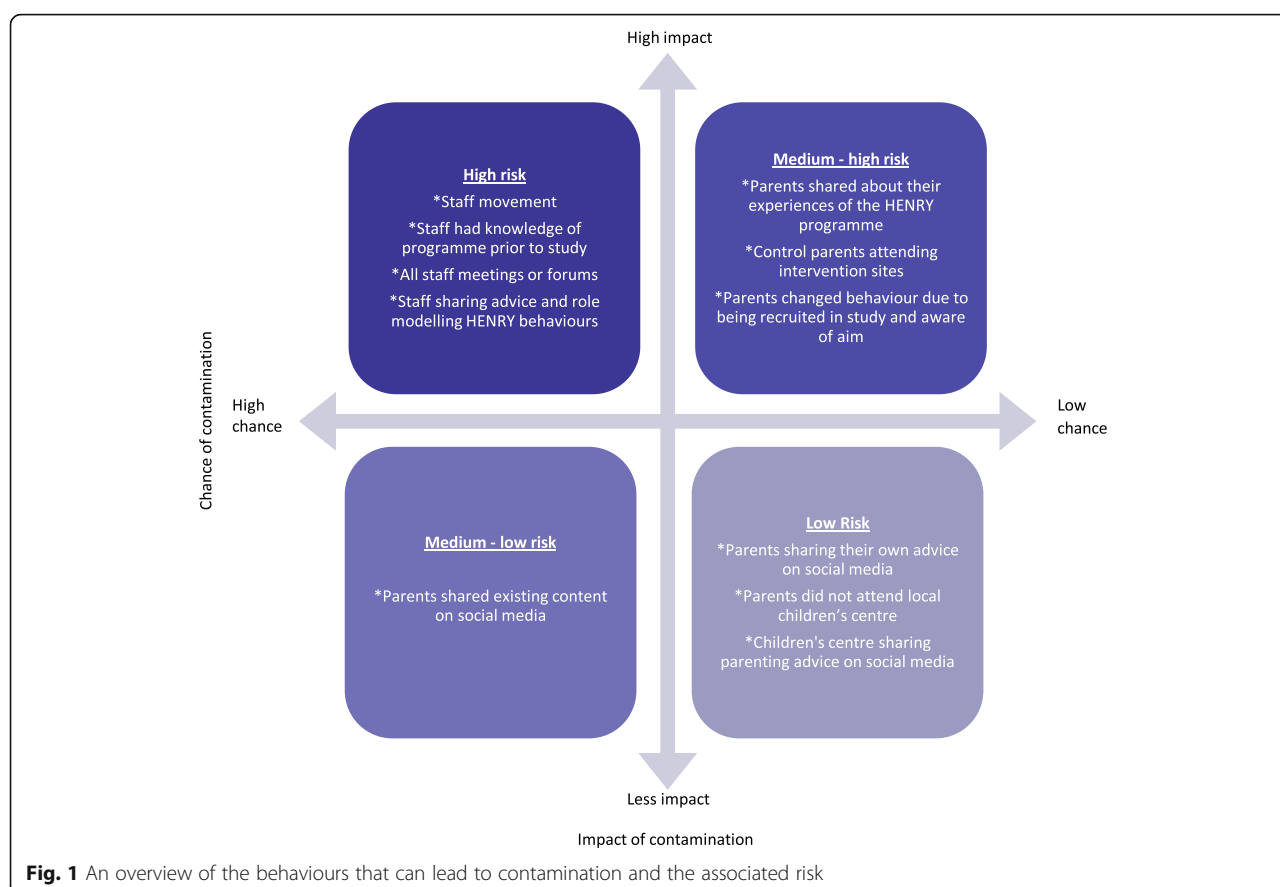 High impact
High risk
*Staff movement
*Staff had knowledge of
programme prior to study
*All staff meetings or forums
*Staff sharing advice and role
modelling HENRY behaviours
Medium - high risk
*Parents shared about their
experiences of the HENRY
programme
*Control parents attending
intervention sites
*Parents changed behaviour due to
being recruited in study and aware
of aim
Chance of contamination
High
chance
Low
chance
Medium - low risk
*Parents shared existing content
on social media
Low Risk
*Parents sharing their own advice
on social media
*Parents did not attend local
children’s centre
*Children's centre sharing
parenting advice on social media
Less impact
Impact of contamination
Fig. 1 An overview of the behaviours that can lead to contamination and the associated risk